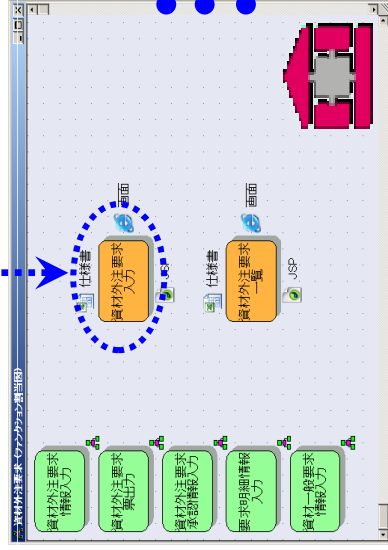 資材外注要求 (ファンクション割当図)
資材外注要求
情報入力
資材外注要求
票出力
資材外注要求
承認情報入力
要求明細情報
入力
資材一般要求
情報入力
仕様書
資材外注要求
入力
画面
JSP
仕様書
資材外注要求
一覧
画面
JSP